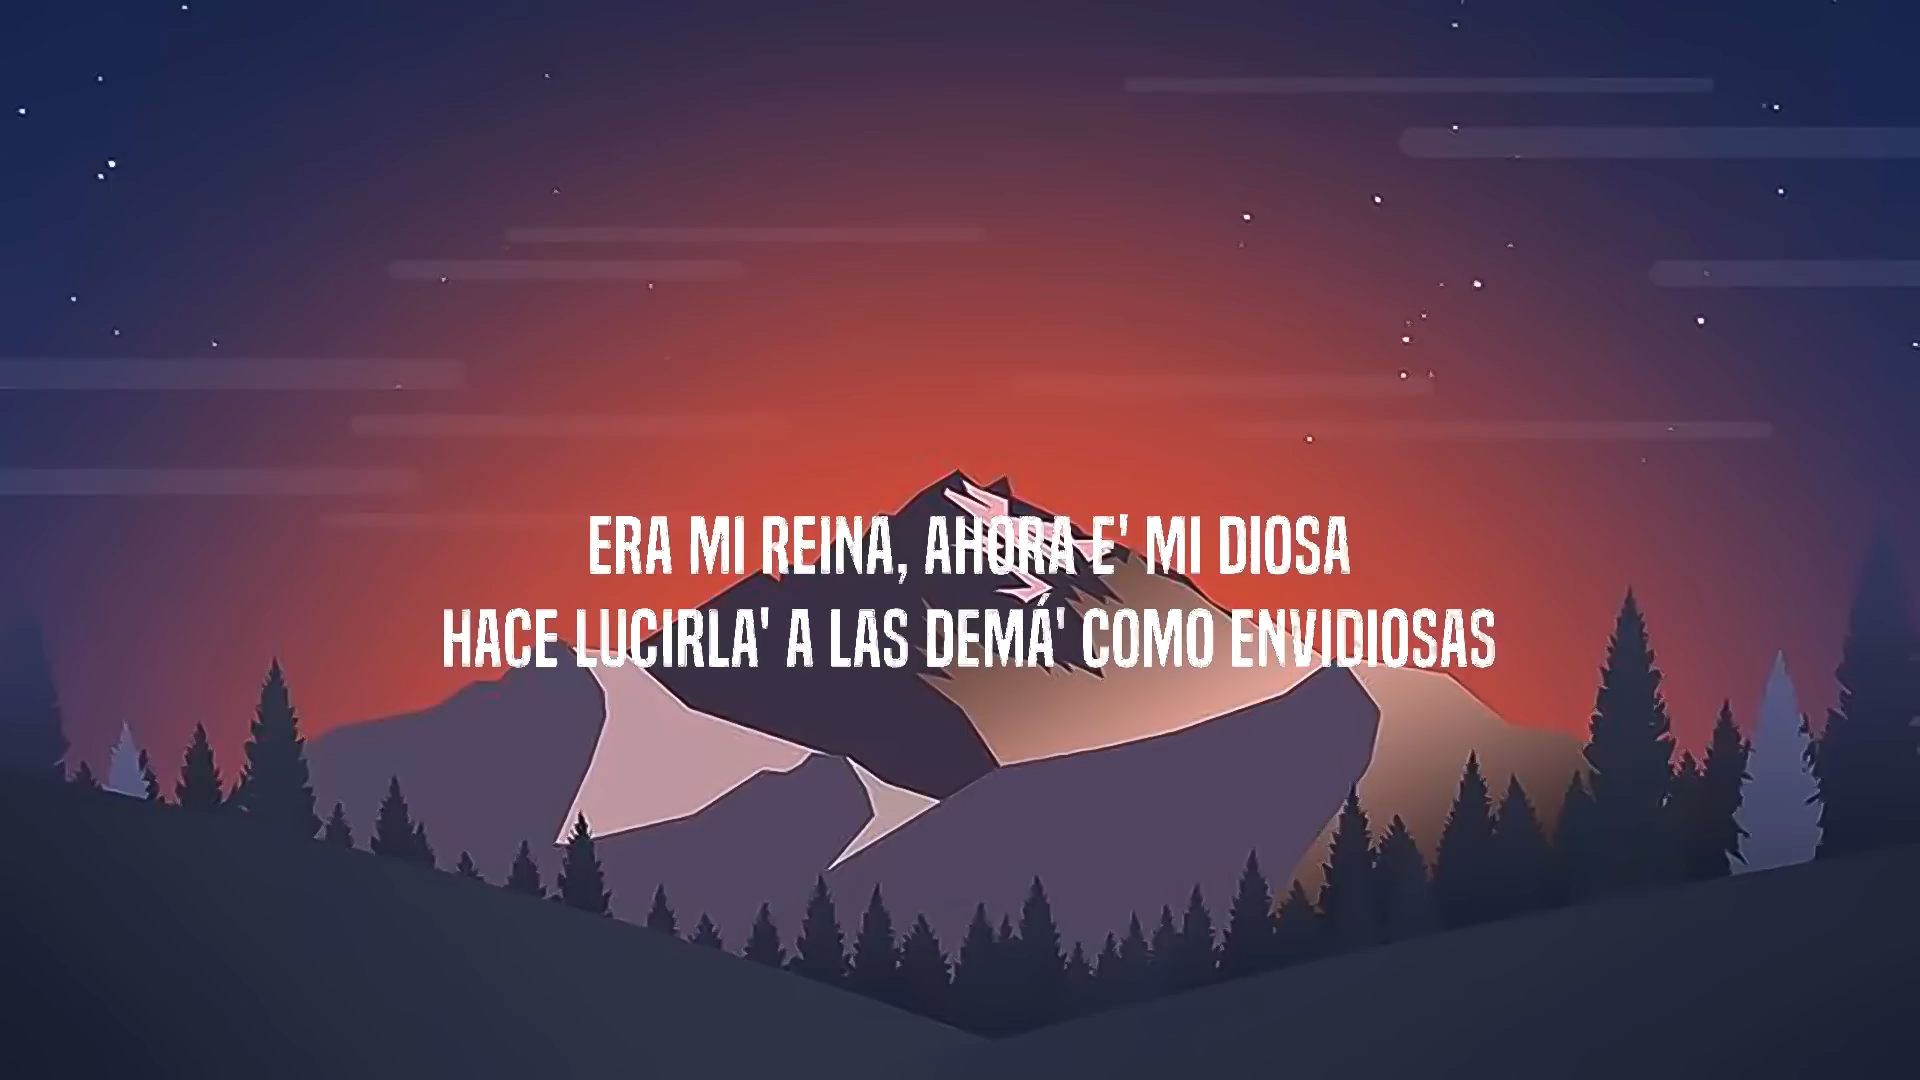 ERA MI REINA, AHORA E' MI DIOSA
HACE LUCIRLA' A LAS DEMÁ' COMO ENVIDIOSAS